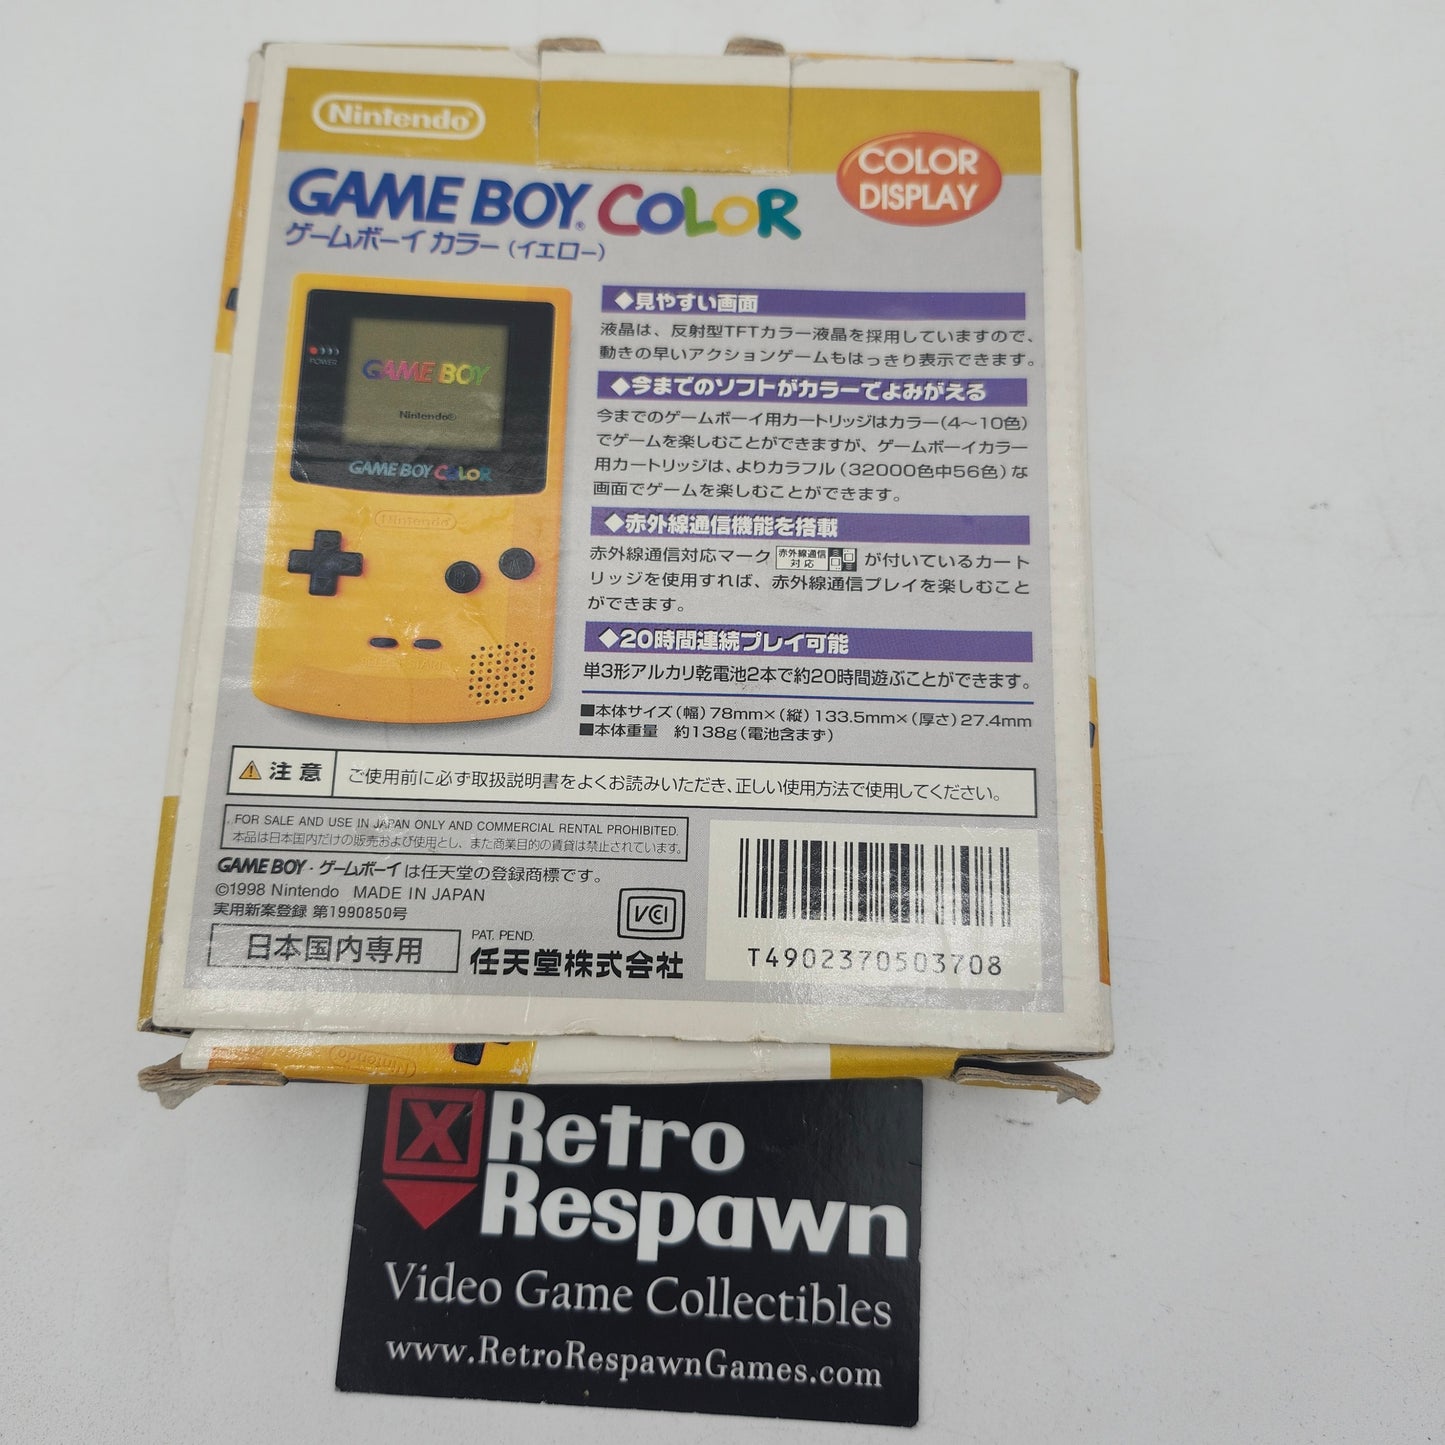 Nintendo
COLOR
DISPLAY
GAME BOY® COLOR
ゲームボーイ カラー (イエロー)
POWER
GAME BOY
Nintendo®
GAME BOY COLOR
Nintendo
B
A
◆見やすい画面
液晶は、反射型TFTカラー液晶を採用していますので、
動きの早いアクションゲームもはっきり表示できます。
◆今までのソフトがカラーでよみがえる
今までのゲームボーイ用カートリッジはカラー(4〜10色)
でゲームを楽しむことができますが、ゲームボーイカラー
用カートリッジは、よりカラフル(32000色中56色)な
画面でゲームを楽しむことができます。
◆赤外線通信機能を搭載
赤外線通信対応マーク 赤外線通信 対応 が付いているカート
リッジを使用すれば、赤外線通信プレイを楽しむこと
ができます。
◆20時間連続プレイ可能
単3形アルカリ乾電池2本で約20時間遊ぶことができます。
■本体サイズ(幅)78mm×(縦)133.5mm×(厚さ)27.4mm
■本体重量 約138g(電池含まず)
注意 ご使用前に必ず取扱説明書をよくお読みいただき、正しい使用方法で使用してください。
FOR SALE AND USE IN JAPAN ONLY AND COMMERCIAL RENTAL PROHIBITED.
本品は日本国内だけの販売および使用とし、また商業目的の賃貸は禁止されています。
GAME BOY・ゲームボーイは任天堂の登録商標です。
©1998 Nintendo MADE IN JAPAN
実用新案登録 第1990850号
日本国内専用
PAT. PEND.
任天堂株式会社
VCCI
T4902370503708
Nintendo
X Retro
Respawn
Video Game Collectibles
www.RetroRespawnGames.com